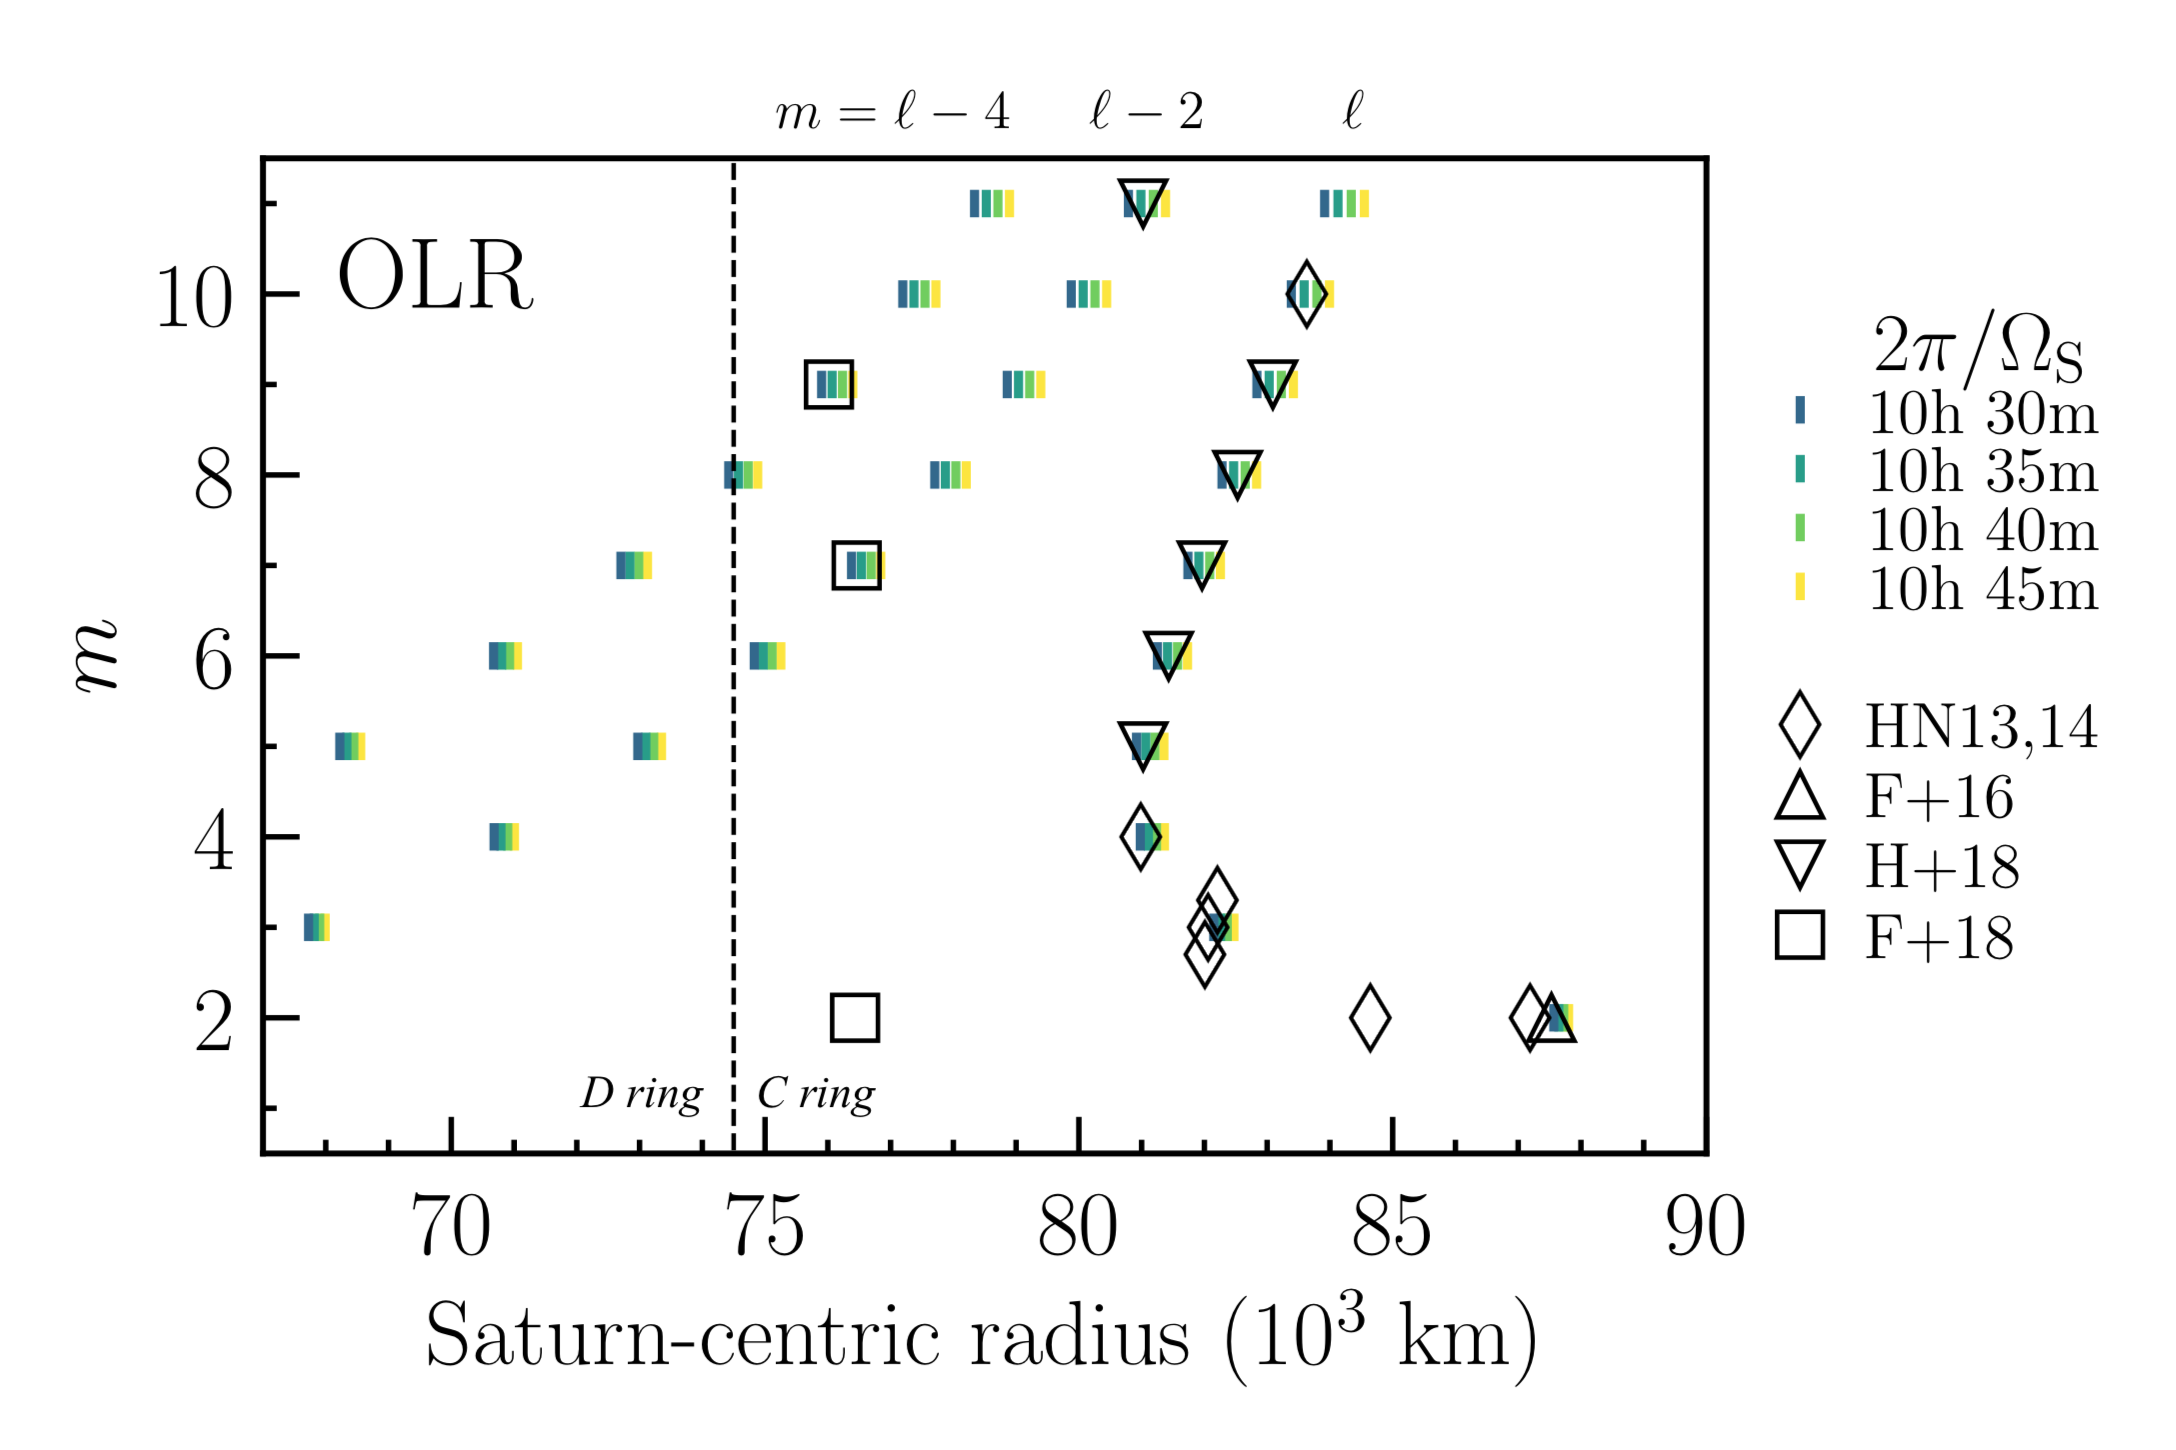 m = ℓ − 4 ℓ − 2 ℓ
OLR
10
8
6
4
2
m
D ring C ring
70 75 80 85 90
Saturn-centric radius (10³ km)
2π/Ω_S
10h 30m
10h 35m
10h 40m
10h 45m
HN13,14
F+16
H+18
F+18